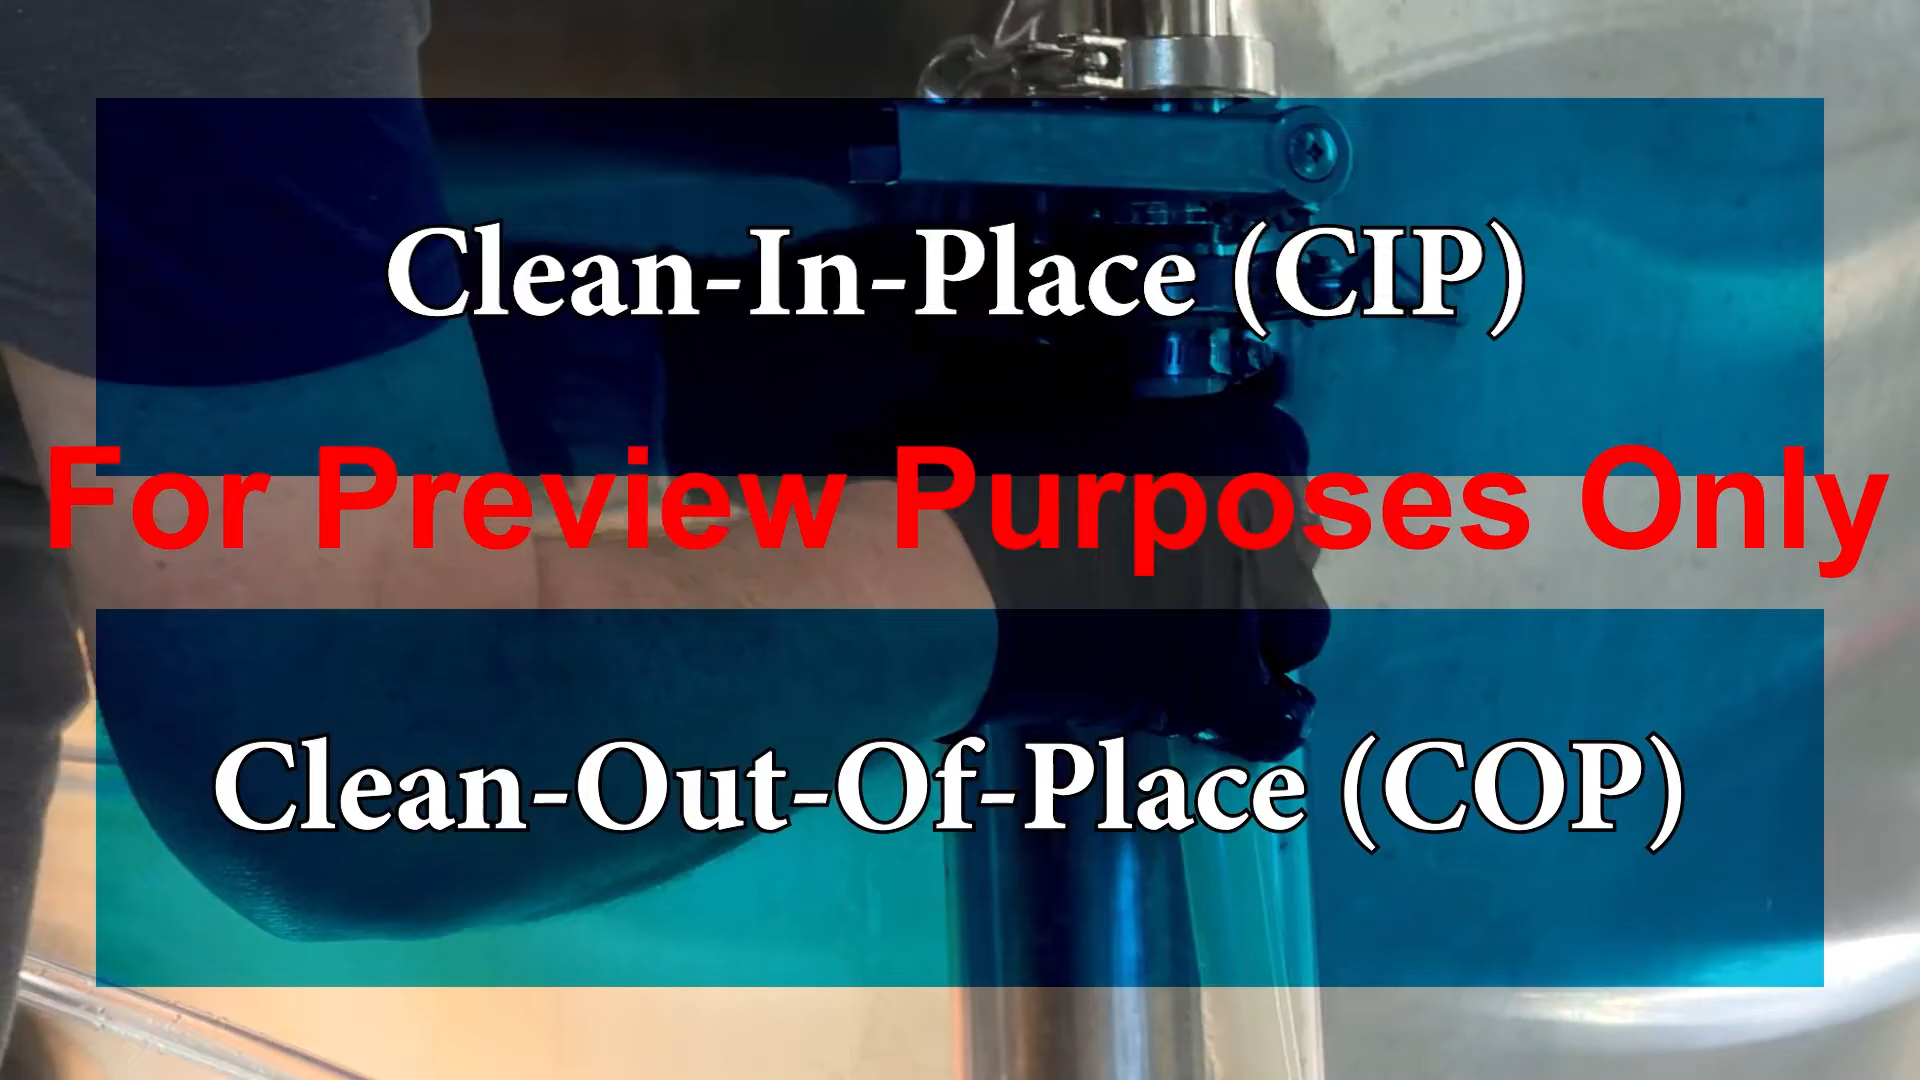 Clean-In-Place (CIP)
For Preview Purposes Only
Clean-Out-Of-Place (COP)